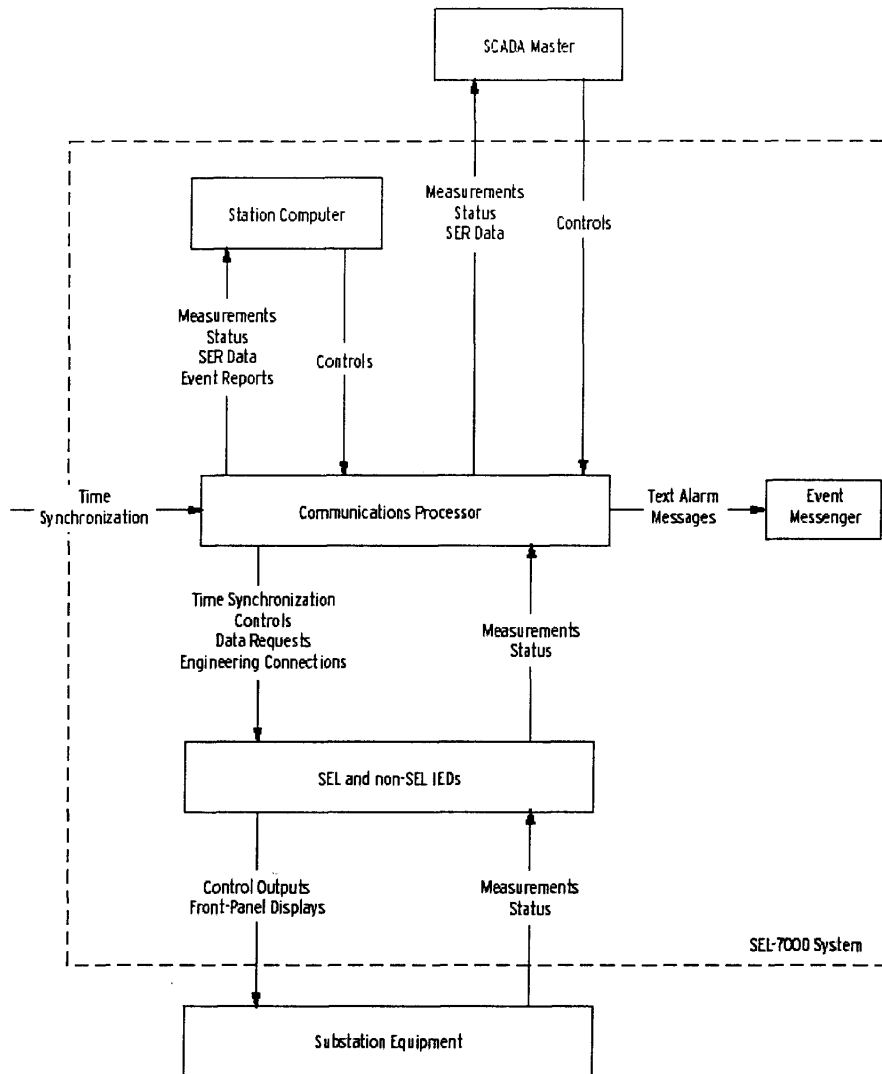 SCADA Master
Station Computer
Measurements
Status
SER Data
Controls
Measurements
Status
SER Data
Event Reports
Controls
Time
Synchronization
Communications Processor
Text Alarm
Messages
Event
Messenger
Time Synchronization
Controls
Data Requests
Engineering Connections
Measurements
Status
SEL and non-SEL IEDs
Control Outputs
Front-Panel Displays
Measurements
Status
SEL-7000 System
Substation Equipment